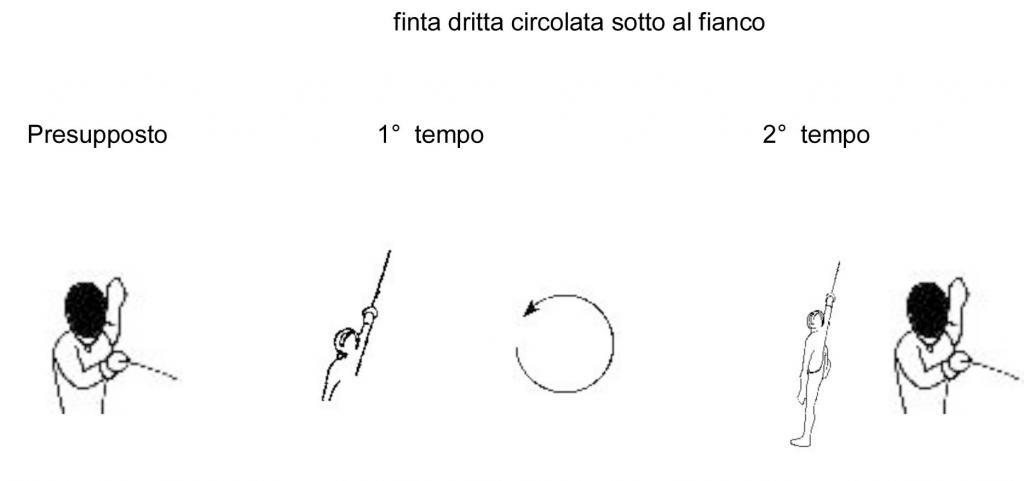 finta dritta circolata sotto al fianco
Presupposto
1° tempo
2° tempo